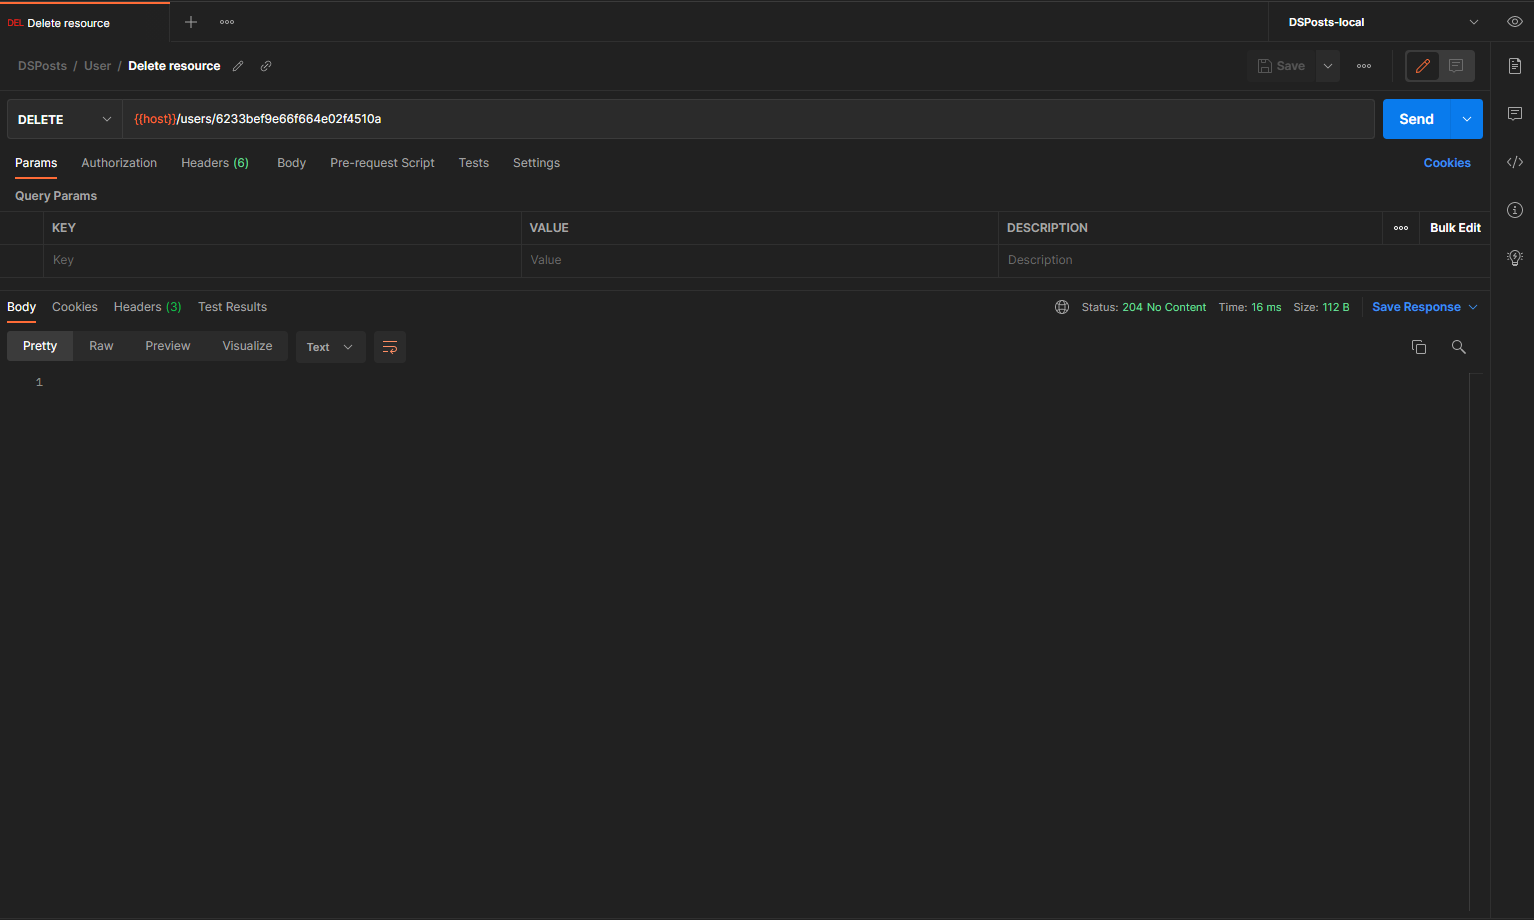 DEL Delete resource
DSPosts-local
DSPosts / User / Delete resource
Save
DELETE
{{host}}/users/6233bef9e66f664e02f4510a
Send
Params Authorization Headers (6) Body Pre-request Script Tests Settings
Cookies
Query Params
KEY VALUE DESCRIPTION Bulk Edit
Key Value Description
Body Cookies Headers (3) Test Results
Status: 204 No Content Time: 16 ms Size: 112 B Save Response
Pretty Raw Preview Visualize Text
1